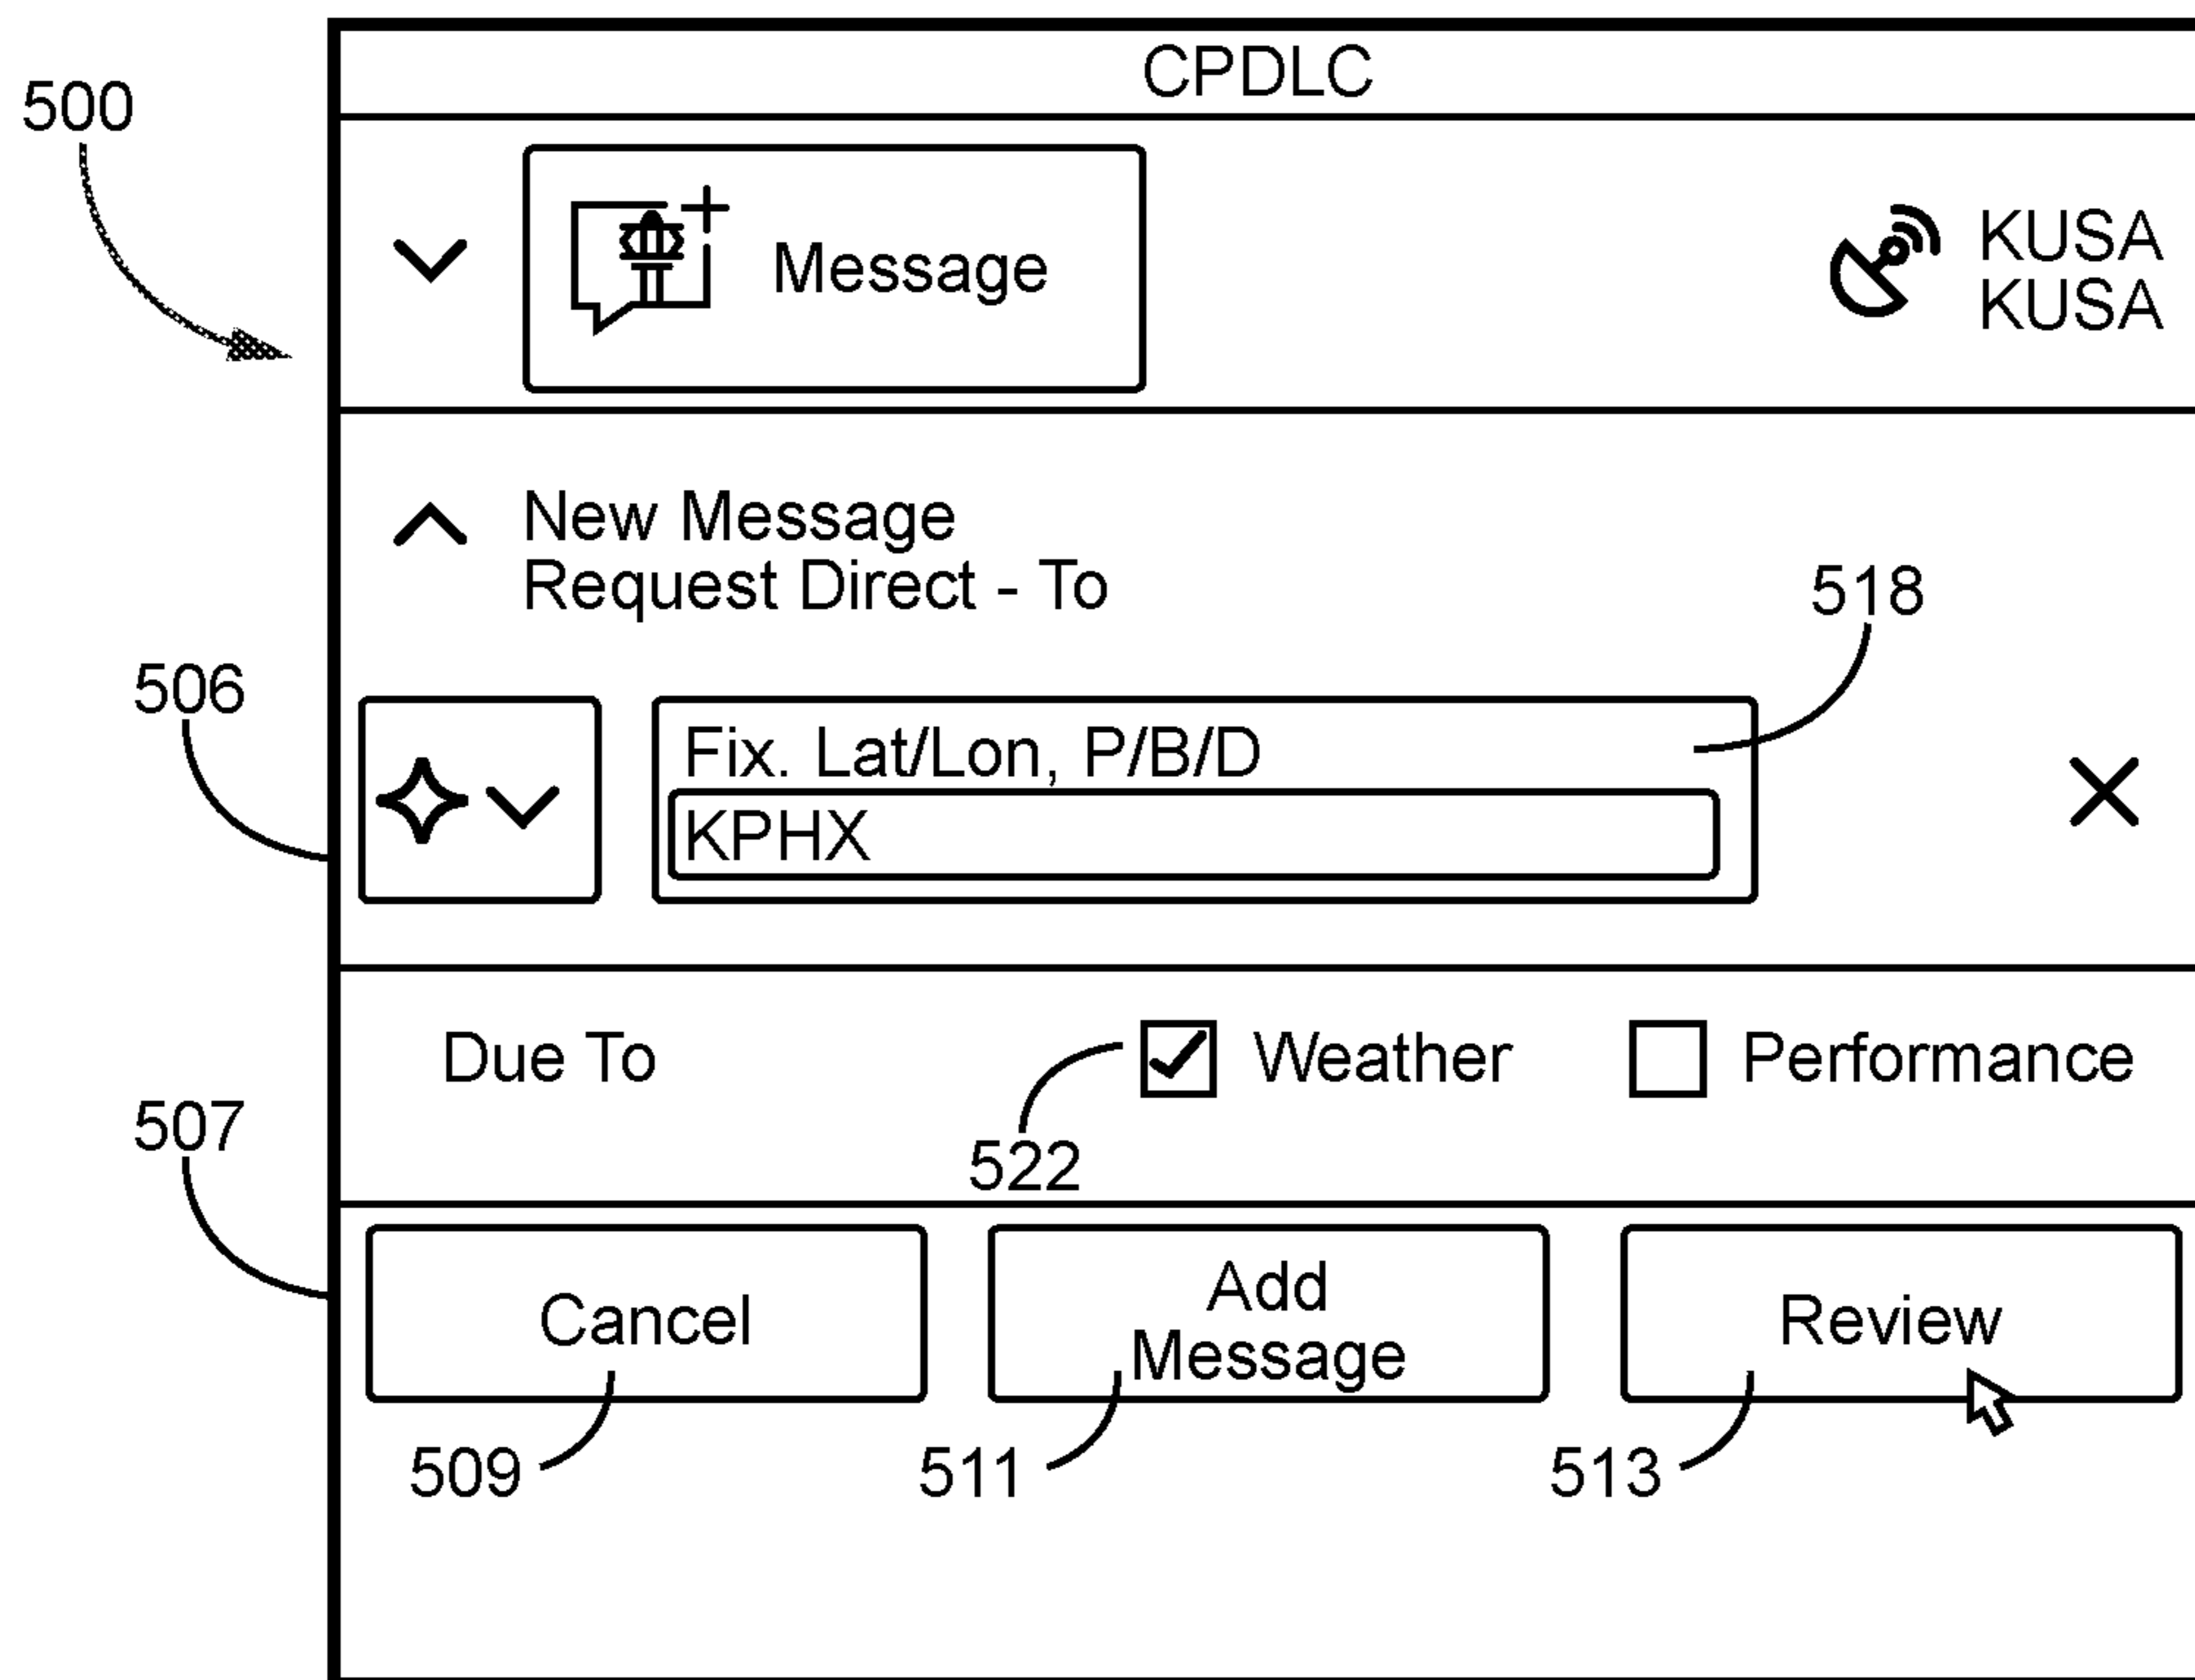 CPDLC
500
Message
KUSA
KUSA
New Message
Request Direct - To
518
506
Fix. Lat/Lon, P/B/D
KPHX
Due To
Weather
Performance
507
522
Cancel
Add
Message
Review
509
511
513